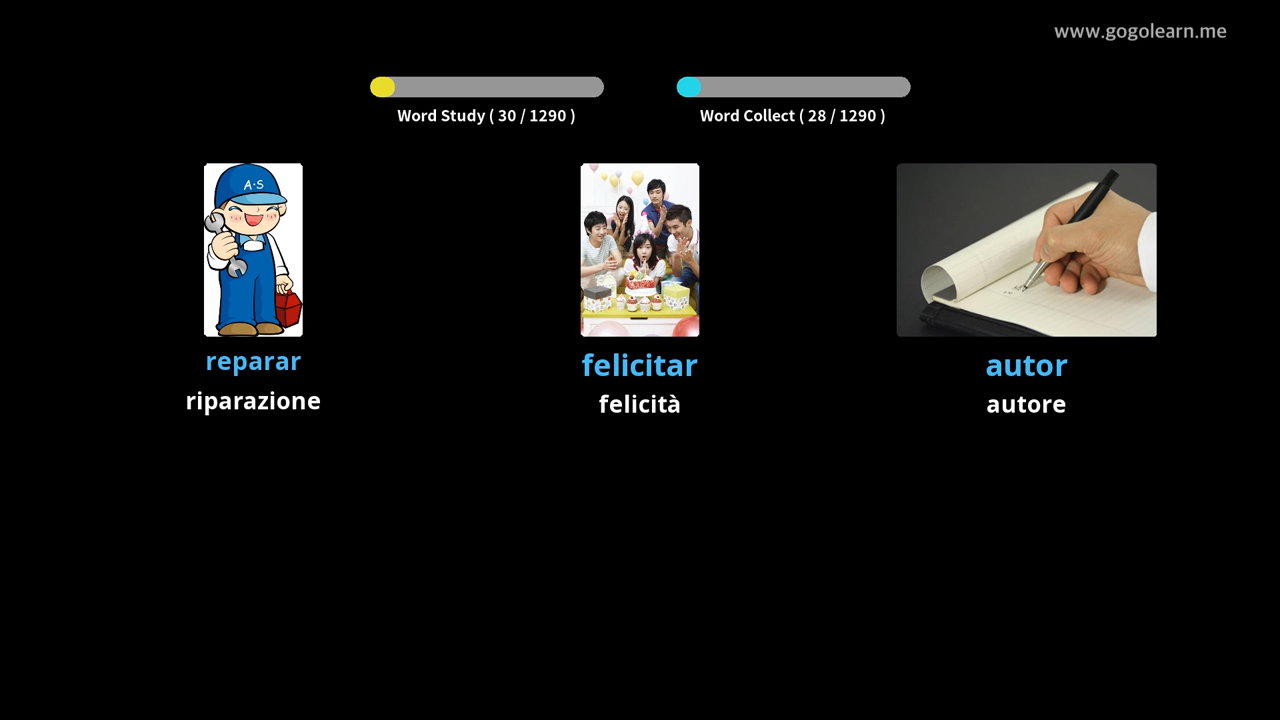 www.gogolearn.me
Word Study ( 30 / 1290 )
Word Collect ( 28 / 1290 )
A·S
reparar
riparazione
felicitar
felicità
autor
autore